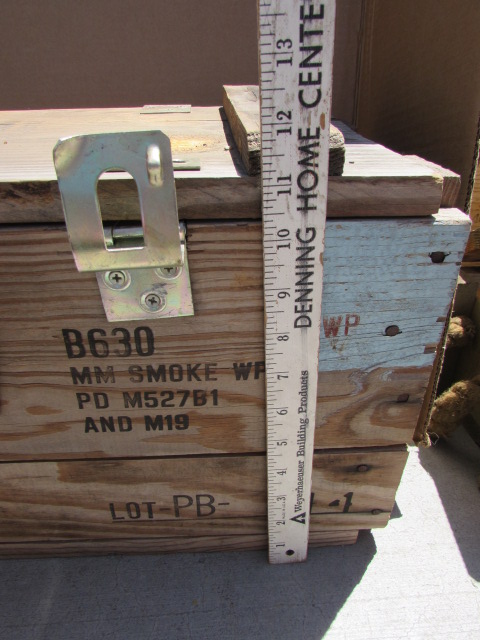 B630
MM SMOKE WP
PD M527B1
AND M19
LOT-PB-
-1
WP
DENNING HOME CENTE
Weyerhaeuser Building Products
13
12
11
10
9
8
7
6
5
4
3
2
1